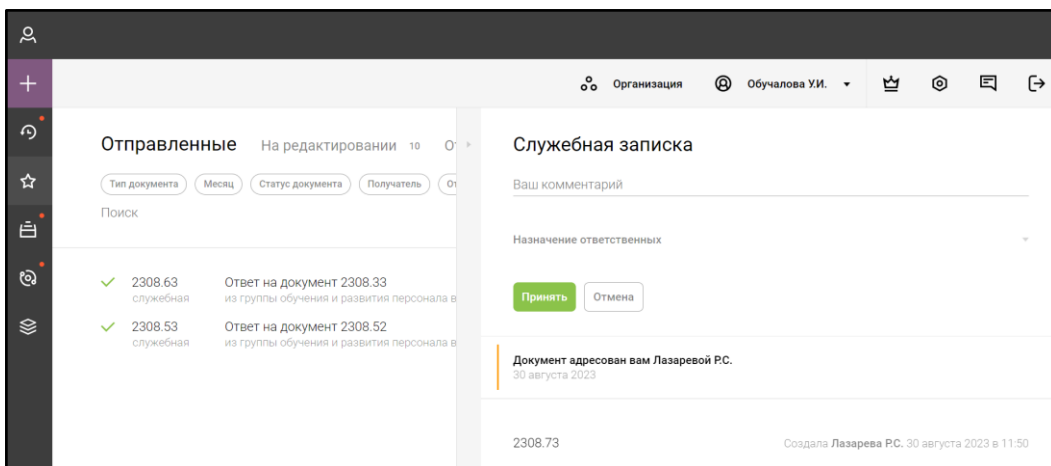 Организация
Обучалова У.И.
Отправленные На редактировании 10
Тип документа Месяц Статус документа Получатель
Поиск
2308.63 Ответ на документ 2308.33
служебная из группы обучения и развития персонала в
2308.53 Ответ на документ 2308.52
служебная из группы обучения и развития персонала в
Служебная записка
Ваш комментарий
Назначение ответственных
Принять Отмена
Документ адресован вам Лазаревой Р.С.
30 августа 2023
2308.73 Создала Лазарева Р.С. 30 августа 2023 в 11:50